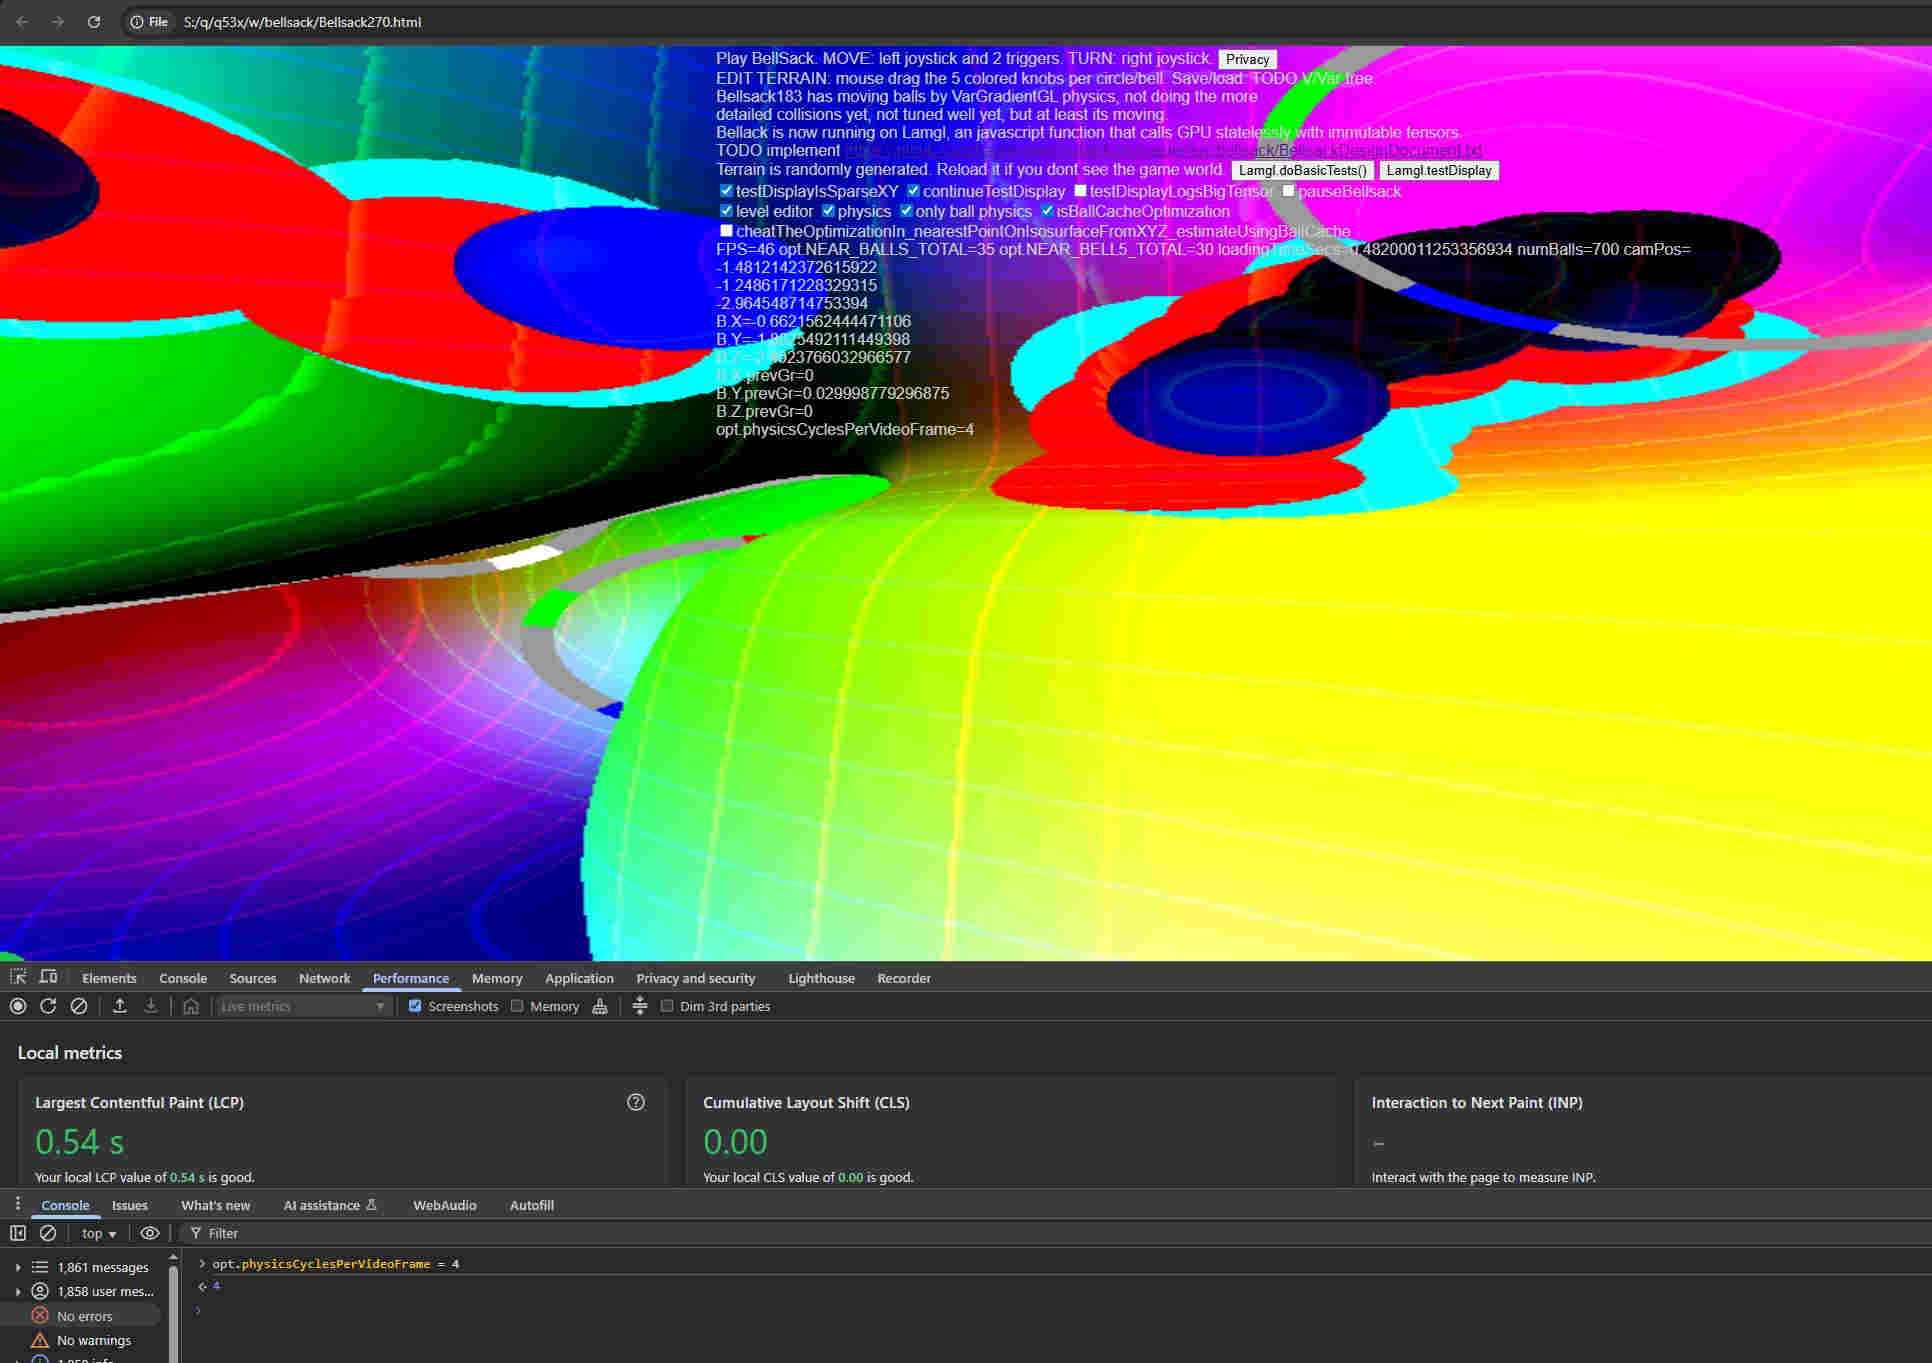 File S:/q/q53x/w/bellsack/Bellsack270.html
Play BellSack. MOVE: left joystick and 2 triggers. TURN: right joystick. Privacy
EDIT TERRAIN: mouse drag the 5 colored knobs per circle/bell. Save/load: TODO V/Var tree.
Bellsack183 has moving balls by VarGradientGL physics, not doing the more
detailed collisions yet, not tuned well yet, but at least its moving.
Bellack is now running on Lamgl, an javascript function that calls GPU statelessly with immutable tensors.
TODO implement bellsack/BellsackDesignDocument.txt
Terrain is randomly generated. Reload it if you dont see the game world. Lamgl.doBasicTests() Lamgl.testDisplay
testDisplayIsSparseXY continueTestDisplay testDisplayLogsBigTensor pauseBellsack
level editor physics only ball physics isBallCacheOptimization
cheatTheOptimizationIn_nearestPointOnIsosurfaceFromXYZ_estimateUsingBallCache
FPS=46 opt.NEAR_BALLS_TOTAL=35 opt.NEAR_BELL5_TOTAL=30 loadingTimeSecs=0.48200011253356934 numBalls=700 camPos=
-1.4812142372615922
-1.2486171228329315
-2.964548714753394
B.X=-0.6621562444471106
B.X.prevGr=0
B.Y.prevGr=0.029998779296875
B.Z.prevGr=0
opt.physicsCyclesPerVideoFrame=4
Elements Console Sources Network Performance Memory Application Privacy and security Lighthouse Recorder
Live metrics Screenshots Memory Dim 3rd parties
Local metrics
Largest Contentful Paint (LCP)
0.54 s
Your local LCP value of 0.54 s is good.
Cumulative Layout Shift (CLS)
0.00
Your local CLS value of 0.00 is good.
Interaction to Next Paint (INP)
-
Interact with the page to measure INP.
Console Issues What's new AI assistance WebAudio Autofill
top Filter
1,861 messages
1,858 user mes...
No errors
No warnings
> opt.physicsCyclesPerVideoFrame = 4
4